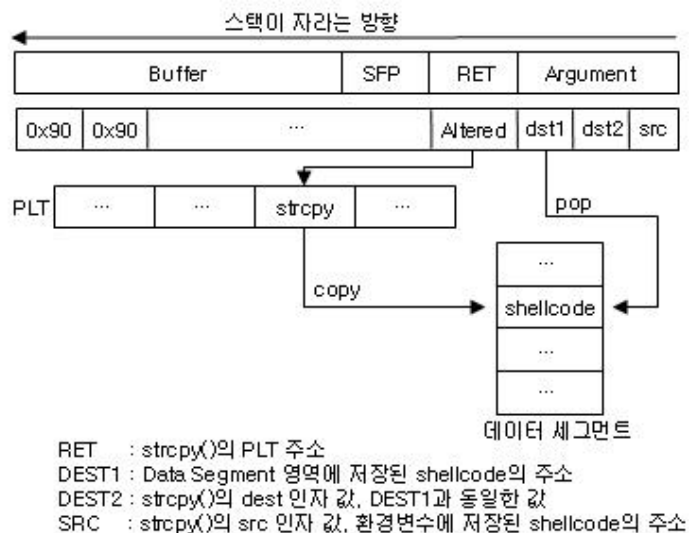 스택이 자라는 방향
Buffer SFP RET Argument
0x90 0x90 ... Altered dst1 dst2 src
PLT ... ... strcpy ...
pop
...
copy
shellcode
...
...
데이터 세그먼트
RET : strcpy()의 PLT 주소
DEST1 : Data Segment 영역에 저장된 shellcode의 주소
DEST2 : strcpy()의 dest 인자 값, DEST1과 동일한 값
SRC : strcpy()의 src 인자 값, 환경변수에 저장된 shellcode의 주소